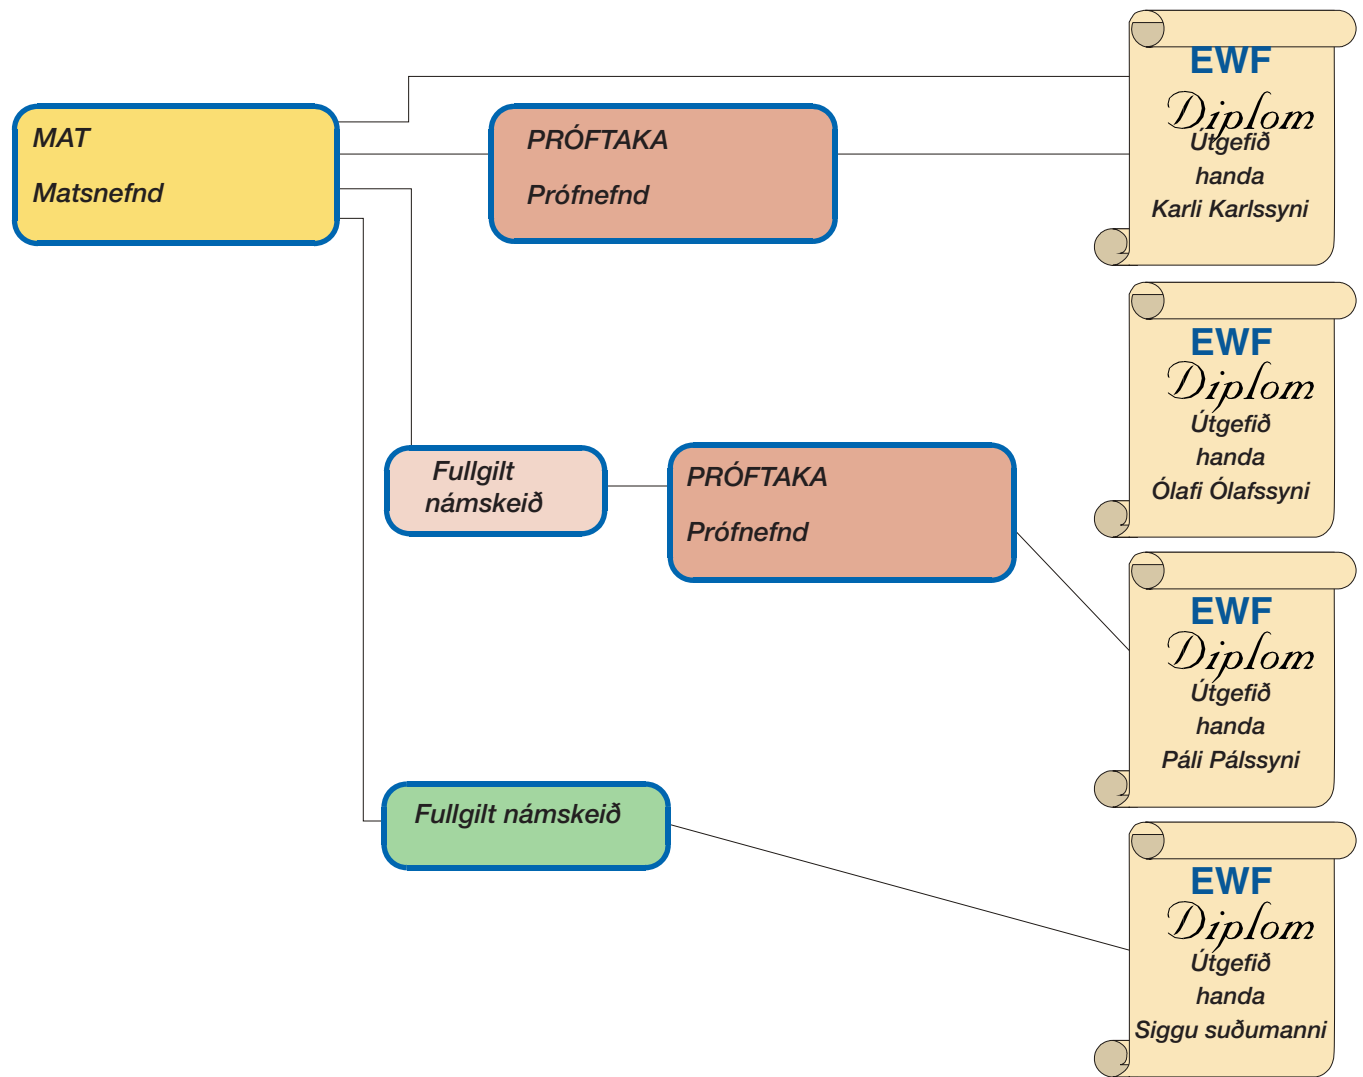 MAT
Matsnefnd
PRÓFTAKA
Prófnefnd
EWF
Diplom
Útgefið
handa
Karli Karlssyni
EWF
Diplom
Útgefið
handa
Ólafi Ólafssyni
Fullgilt
námskeið
PRÓFTAKA
Prófnefnd
EWF
Diplom
Útgefið
handa
Páli Pálssyni
Fullgilt námskeið
EWF
Diplom
Útgefið
handa
Siggu suðumanni